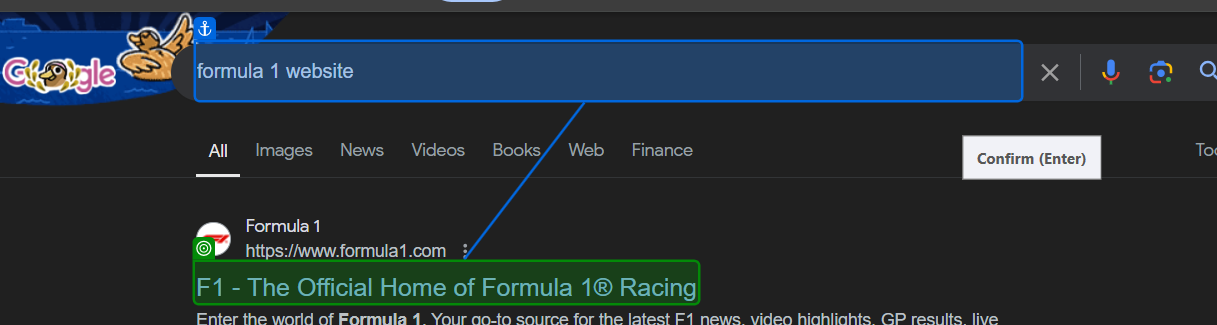 Google
formula 1 website
All Images News Videos Books Web Finance
Confirm (Enter)
Formula 1
https://www.formula1.com
F1 - The Official Home of Formula 1® Racing
Enter the world of Formula 1. Your go-to source for the latest F1 news, video highlights, GP results, live